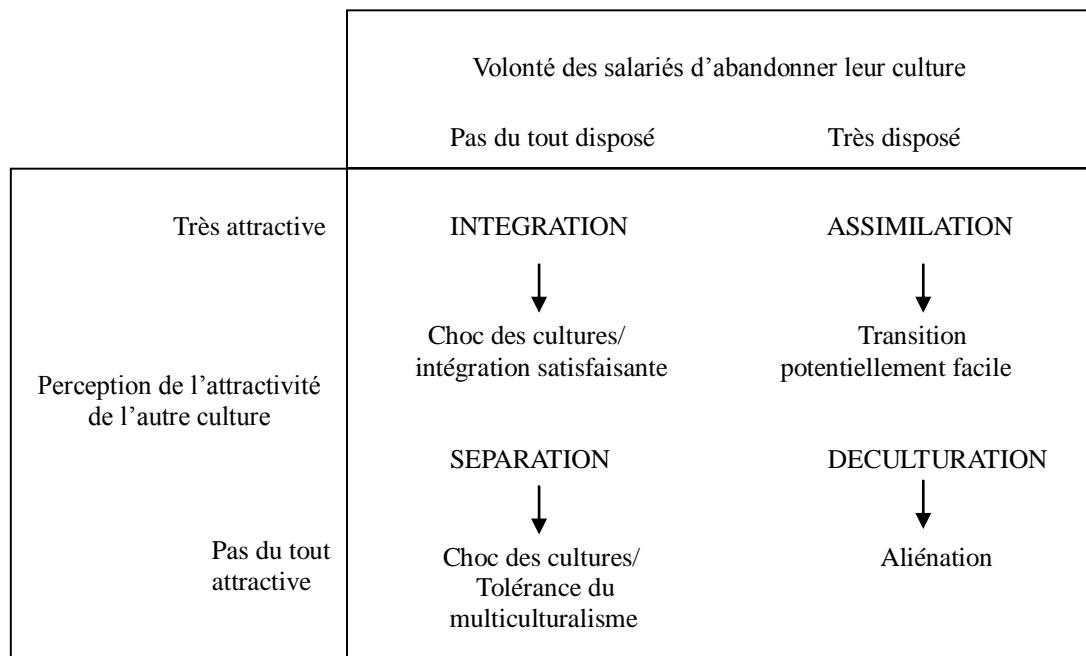 Volonté des salariés d’abandonner leur culture
Pas du tout disposé
Très disposé
Très attractive
INTEGRATION
ASSIMILATION
Choc des cultures/
intégration satisfaisante
Transition
potentiellement facile
Perception de l’attractivité
de l’autre culture
SEPARATION
DECULTURATION
Pas du tout
attractive
Choc des cultures/
Tolérance du
multiculturalisme
Aliénation